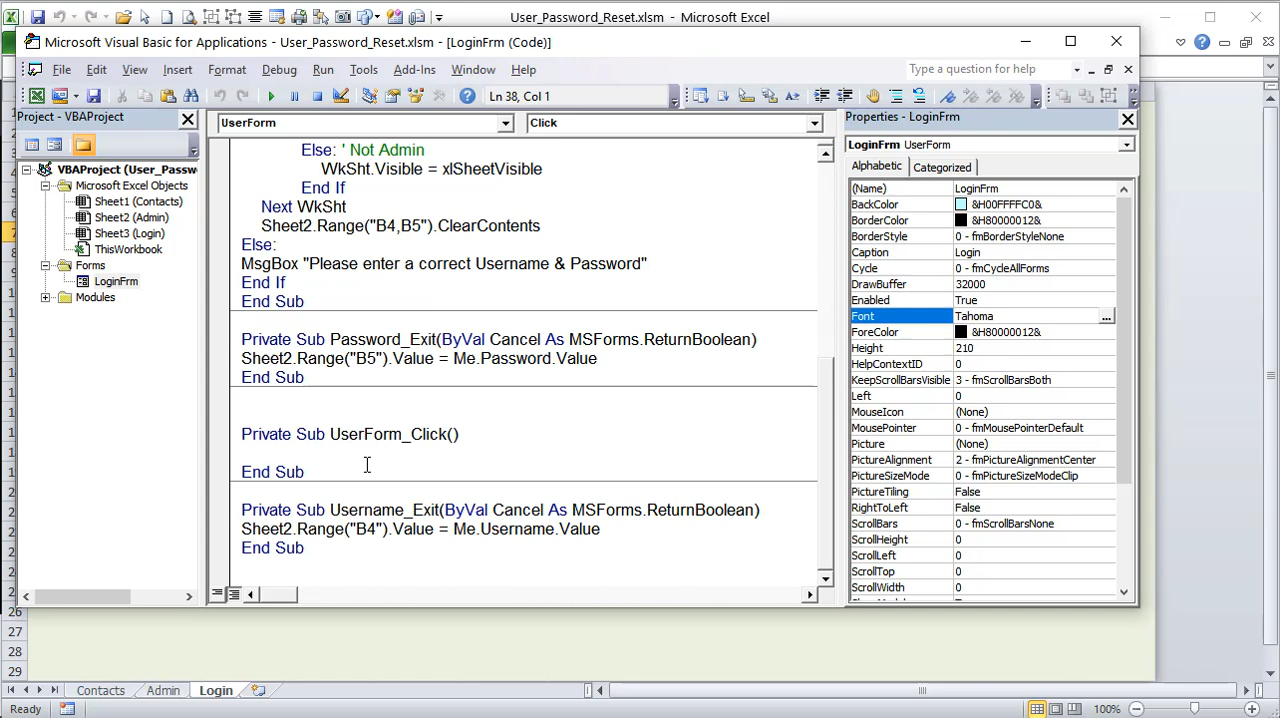 User_Password_Reset.xlsm - Microsoft Excel
Microsoft Visual Basic for Applications - User_Password_Reset.xlsm - [LoginFrm (Code)]
File Edit View Insert Format Debug Run Tools Add-Ins Window Help
Type a question for help
Ln 38, Col 1
Project - VBAProject
VBAProject (User_Passw
Microsoft Excel Objects
Sheet1 (Contacts)
Sheet2 (Admin)
Sheet3 (Login)
ThisWorkbook
Forms
LoginFrm
Modules
UserForm
Click
Else: ' Not Admin
WkSht.Visible = xlSheetVisible
End If
Next WkSht
Sheet2.Range("B4,B5").ClearContents
Else:
MsgBox "Please enter a correct Username & Password"
End If
End Sub
Private Sub Password_Exit(ByVal Cancel As MSForms.ReturnBoolean)
Sheet2.Range("B5").Value = Me.Password.Value
End Sub
Private Sub UserForm_Click()
End Sub
Private Sub Username_Exit(ByVal Cancel As MSForms.ReturnBoolean)
Sheet2.Range("B4").Value = Me.Username.Value
End Sub
Properties - LoginFrm
LoginFrm UserForm
Alphabetic Categorized
(Name) LoginFrm
BackColor &H00FFFFC0&
BorderColor &H80000012&
BorderStyle 0 - fmBorderStyleNone
Caption Login
Cycle 0 - fmCycleAllForms
DrawBuffer 32000
Enabled True
Font Tahoma ...
ForeColor &H80000012&
Height 210
HelpContextID 0
KeepScrollBarsVisible 3 - fmScrollBarsBoth
Left 0
MouseIcon (None)
MousePointer 0 - fmMousePointerDefault
Picture (None)
PictureAlignment 2 - fmPictureAlignmentCenter
PictureSizeMode 0 - fmPictureSizeModeClip
PictureTiling False
RightToLeft False
ScrollBars 0 - fmScrollBarsNone
ScrollHeight 0
ScrollLeft 0
ScrollTop 0
ScrollWidth 0
26
27
28
29
Contacts Admin Login
Ready
100%